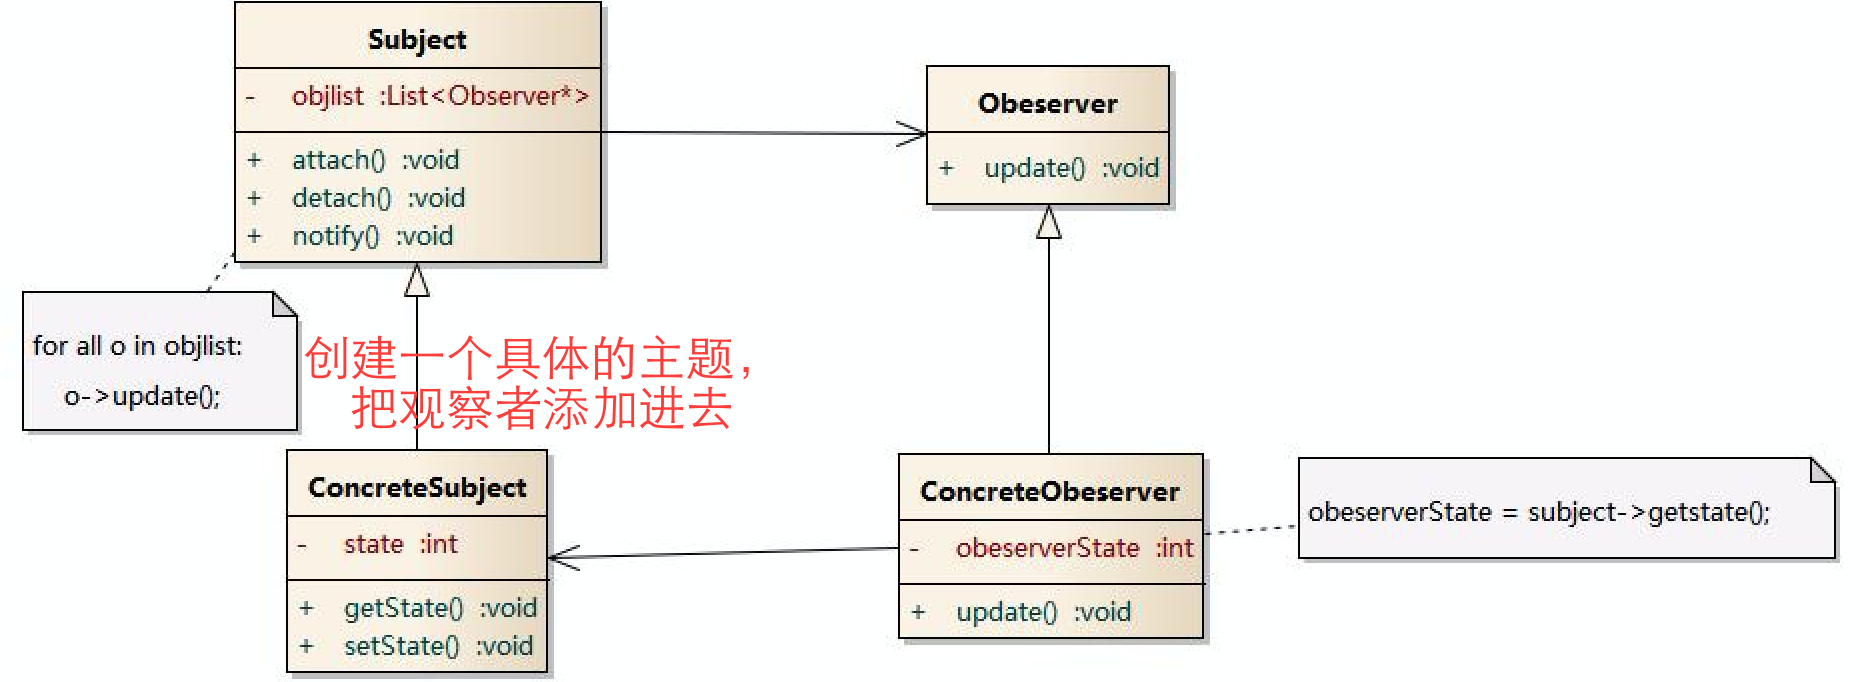 Subject
- objlist :List<Observer*>
+ attach() :void
+ detach() :void
+ notify() :void
Obeserver
+ update() :void
for all o in objlist:
o->update();
创建一个具体的主题，
把观察者添加进去
ConcreteSubject
- state :int
+ getState() :void
+ setState() :void
ConcreteObeserver
- obeserverState :int
+ update() :void
obeserverState = subject->getstate();